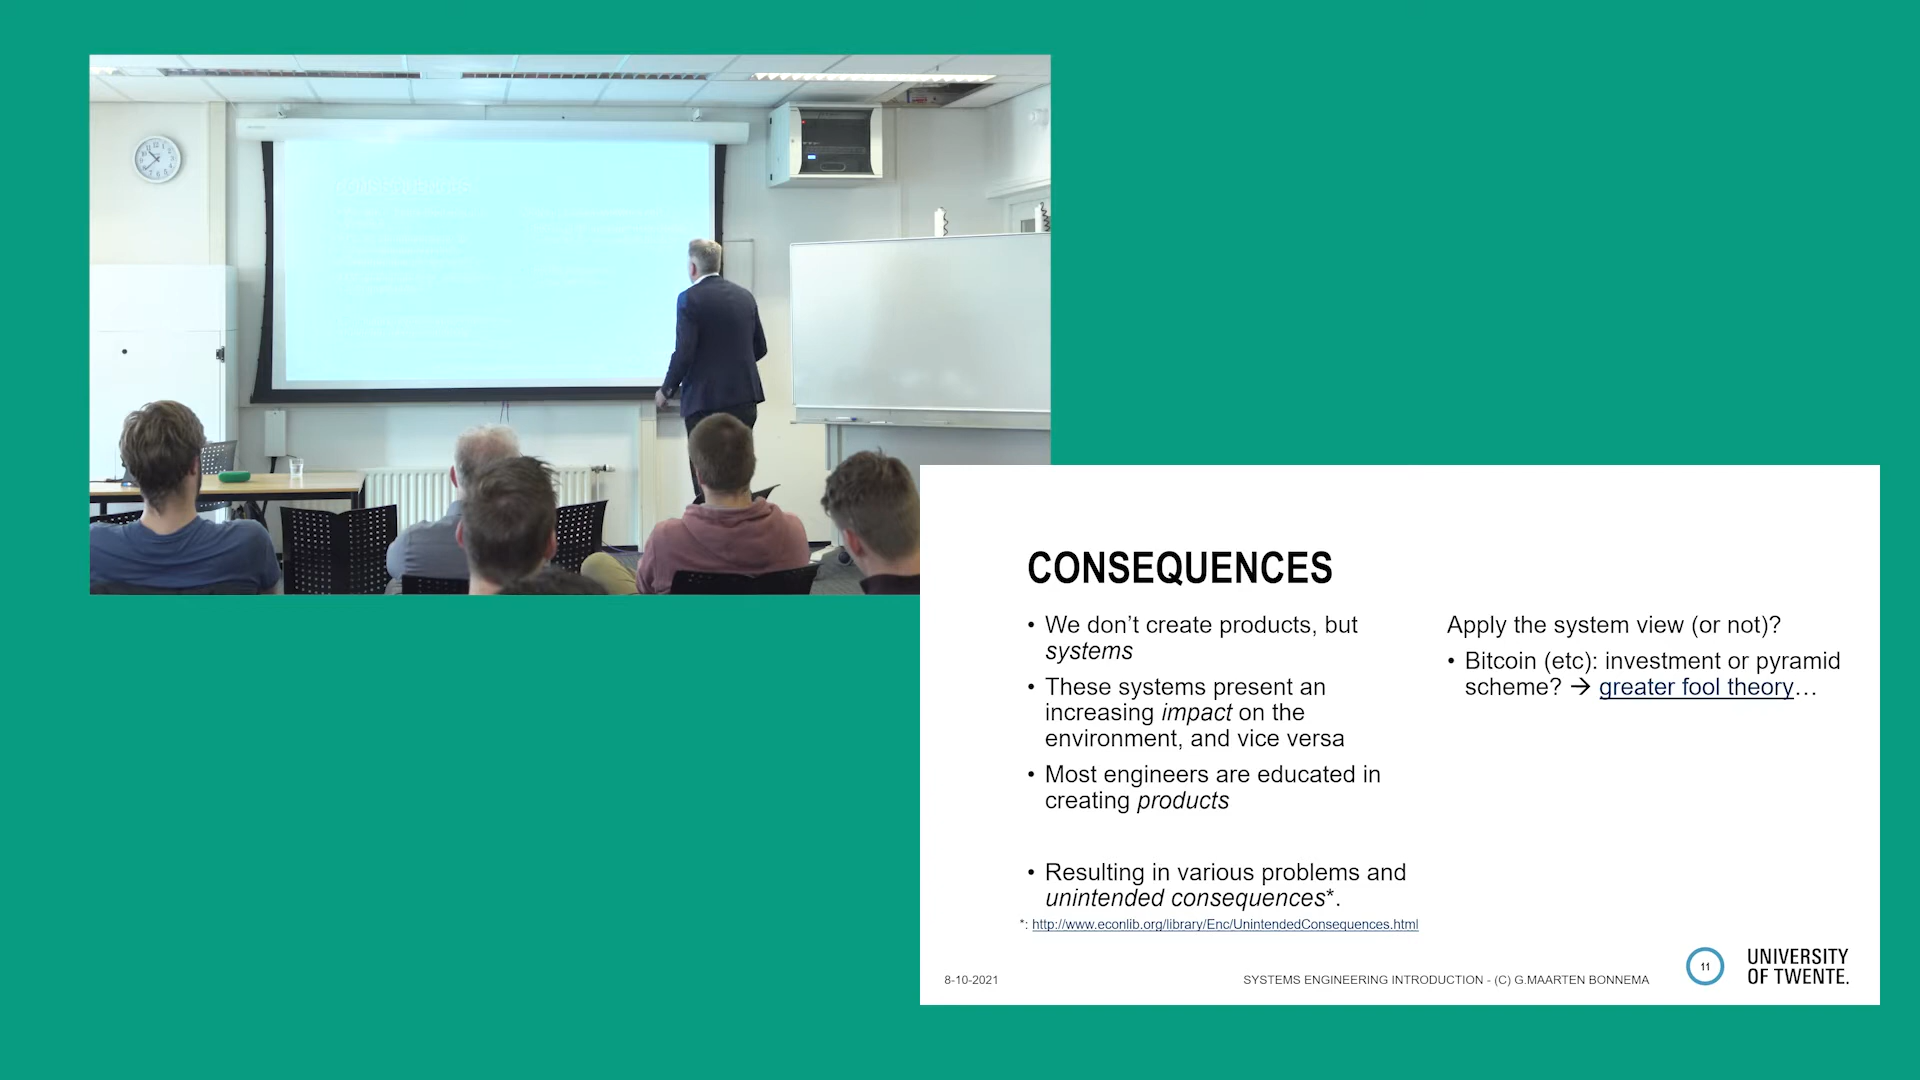 CONSEQUENCES
• We don’t create products, but
systems
• These systems present an
increasing impact on the
environment, and vice versa
• Most engineers are educated in
creating products
• Resulting in various problems and
unintended consequences*.
*: http://www.econlib.org/library/Enc/UnintendedConsequences.html
Apply the system view (or not)?
• Bitcoin (etc): investment or pyramid
scheme? → greater fool theory…
8-10-2021
SYSTEMS ENGINEERING INTRODUCTION - (C) G.MAARTEN BONNEMA
11
UNIVERSITY
OF TWENTE.